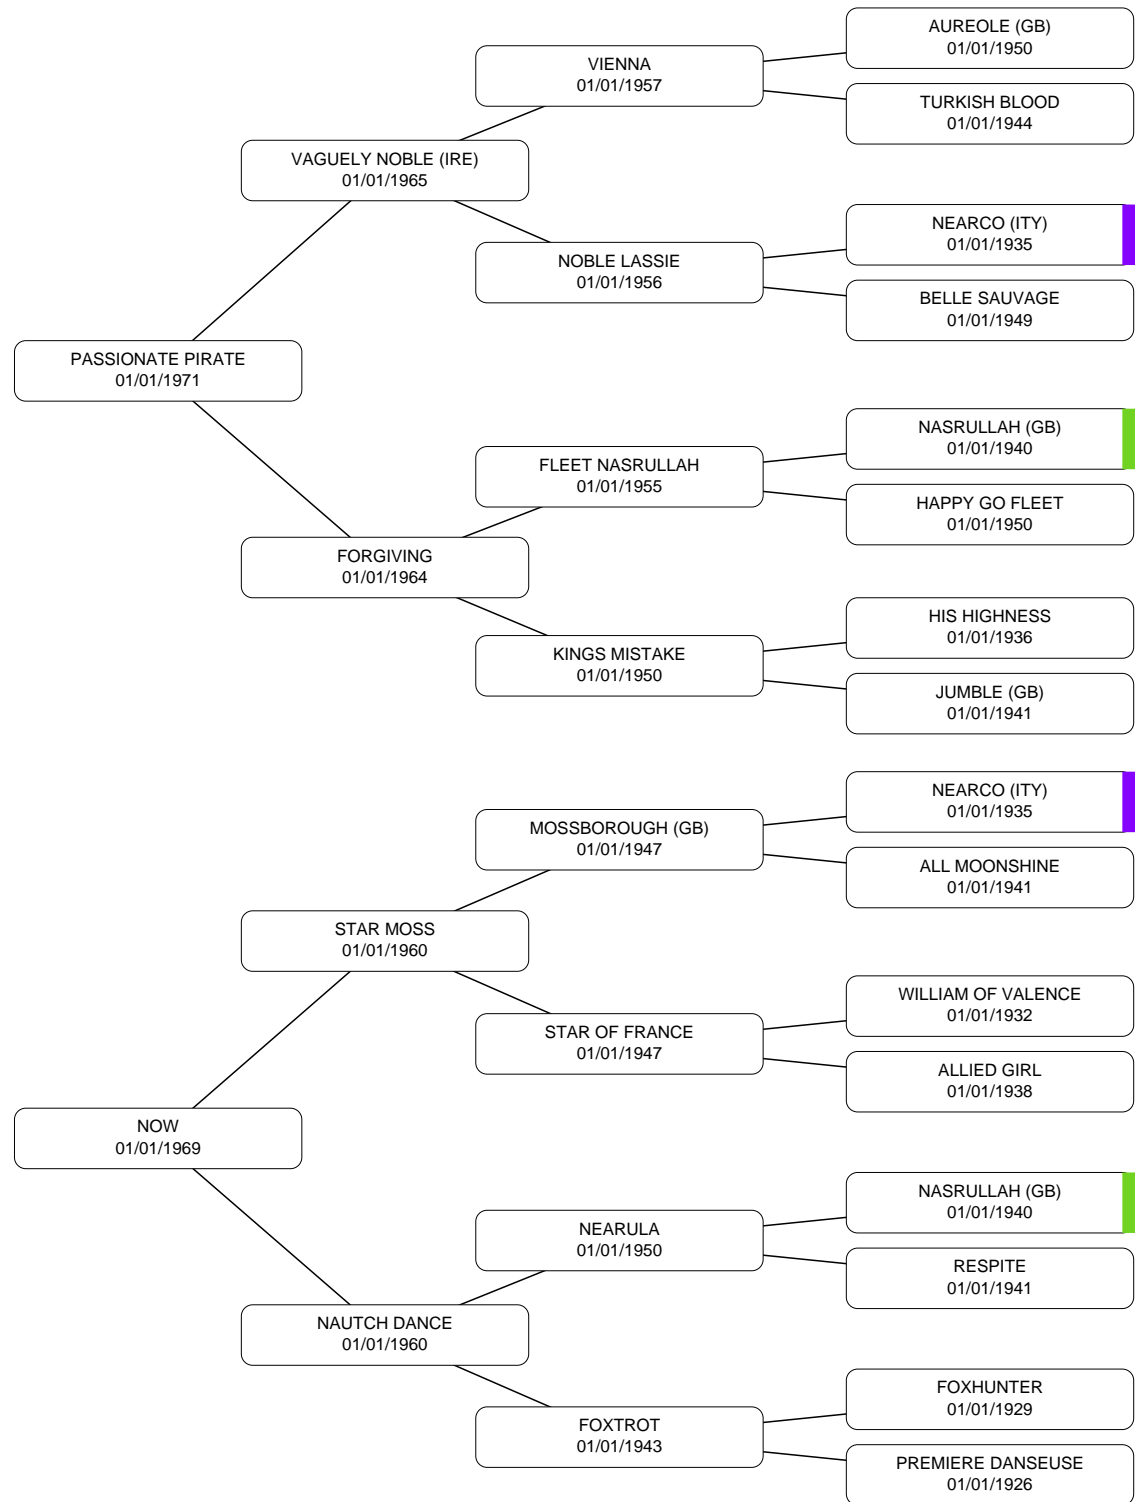 AUREOLE (GB)
01/01/1950
VIENNA
01/01/1957
TURKISH BLOOD
01/01/1944
VAGUELY NOBLE (IRE)
01/01/1965
NEARCO (ITY)
01/01/1935
NOBLE LASSIE
01/01/1956
BELLE SAUVAGE
01/01/1949
PASSIONATE PIRATE
01/01/1971
NASRULLAH (GB)
01/01/1940
FLEET NASRULLAH
01/01/1955
HAPPY GO FLEET
01/01/1950
FORGIVING
01/01/1964
HIS HIGHNESS
01/01/1936
KINGS MISTAKE
01/01/1950
JUMBLE (GB)
01/01/1941
NEARCO (ITY)
01/01/1935
MOSSBOROUGH (GB)
01/01/1947
ALL MOONSHINE
01/01/1941
STAR MOSS
01/01/1960
WILLIAM OF VALENCE
01/01/1932
STAR OF FRANCE
01/01/1947
ALLIED GIRL
01/01/1938
NOW
01/01/1969
NASRULLAH (GB)
01/01/1940
NEARULA
01/01/1950
RESPITE
01/01/1941
NAUTCH DANCE
01/01/1960
FOXHUNTER
01/01/1929
FOXTROT
01/01/1943
PREMIERE DANSEUSE
01/01/1926